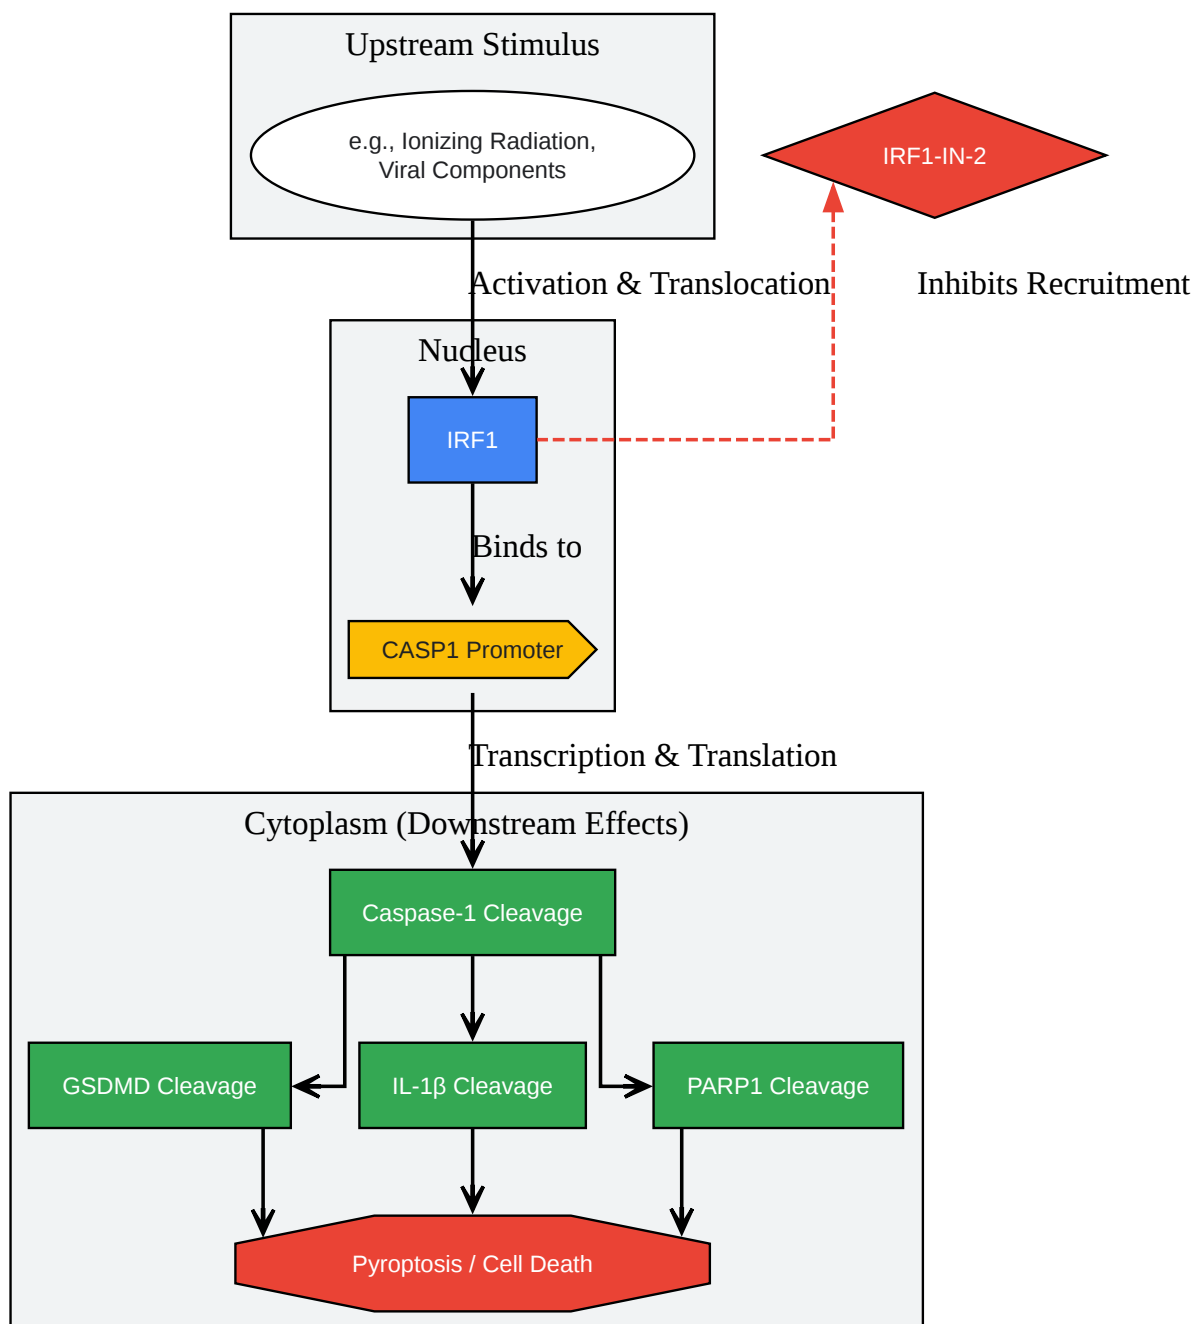 Upstream Stimulus
e.g., Ionizing Radiation,
Viral Components
IRF1-IN-2
Activation & Translocation
Inhibits Recruitment
Nucleus
IRF1
Binds to
CASP1 Promoter
Transcription & Translation
Cytoplasm (Downstream Effects)
Caspase-1 Cleavage
GSDMD Cleavage
IL-1β Cleavage
PARP1 Cleavage
Pyroptosis / Cell Death